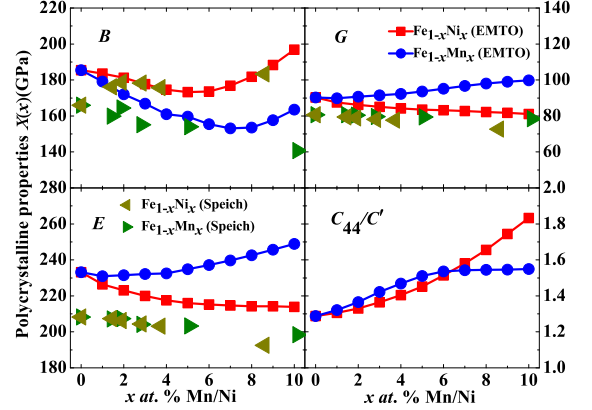 Polycrystalline properties X(x)(GPa)
220
200
180
160
140
280
260
240
220
200
180
B
G
Fe1-xNix (EMTO)
Fe1-xMnx (EMTO)
140
120
100
80
60
2.0
1.8
1.6
1.4
1.2
1.0
E
Fe1-xNix (Speich)
Fe1-xMnx (Speich)
C44/C′
0 2 4 6 8 10
0 2 4 6 8 10
x at. % Mn/Ni
x at. % Mn/Ni